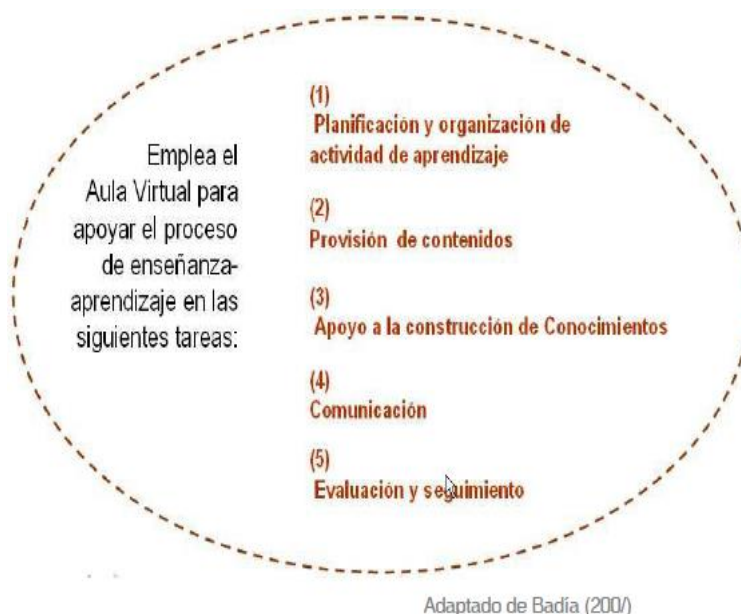 Emplea el
Aula Virtual para
apoyar el proceso
de enseñanza-
aprendizaje en las
siguientes tareas:
(1)
Planificación y organización de
actividad de aprendizaje
(2)
Provisión de contenidos
(3)
Apoyo a la construcción de Conocimientos
(4)
Comunicación
(5)
Evaluación y seguimiento
Adaptado de Badía (200/)